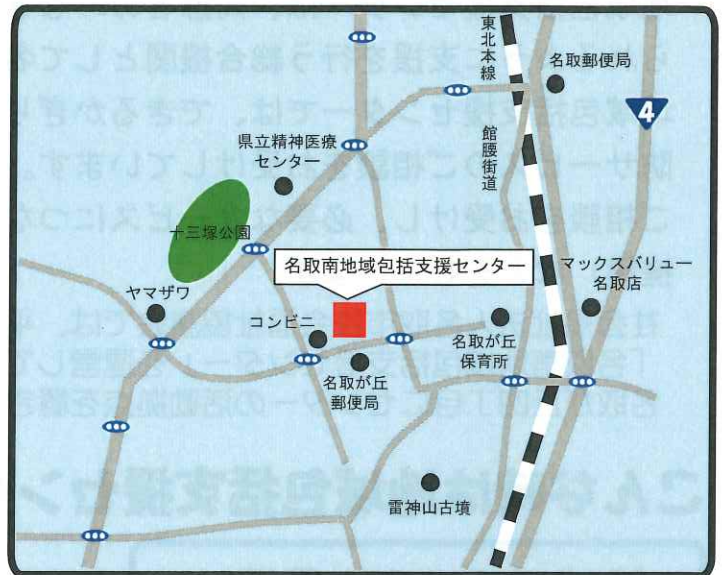 東北本線
名取郵便局
4
県立精神医療
センター
館腰街道
十三塚公園
名取南地域包括支援センター
マックスバリュー
名取店
ヤマザワ
コンビニ
名取が丘
保育所
名取が丘
郵便局
雷神山古墳